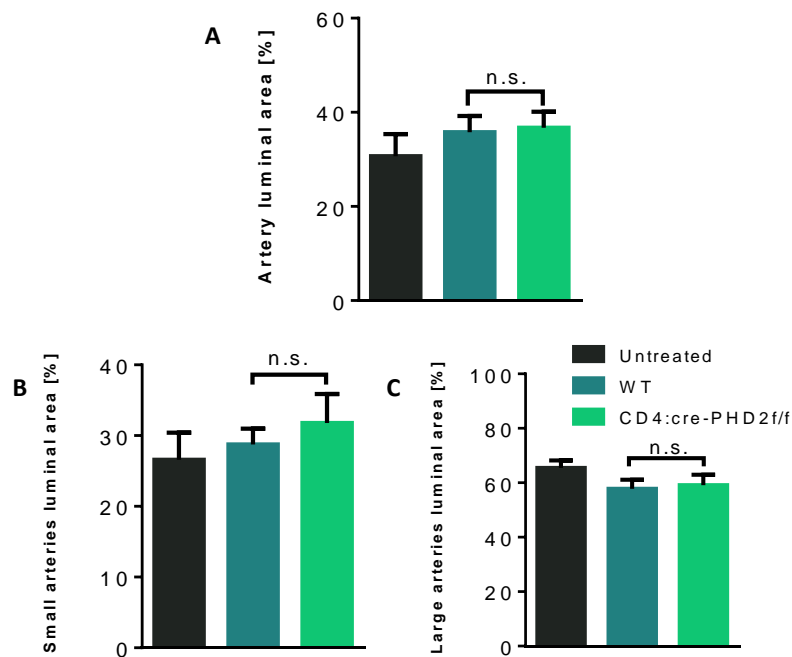 A
Artery luminal area [%]
60
40
20
0
n.s.
B
Small arteries luminal area [%]
40
30
20
10
0
n.s.
C
Large arteries luminal area [%]
100
80
60
40
20
0
n.s.
Untreated
WT
CD4:cre-PHD2f/f